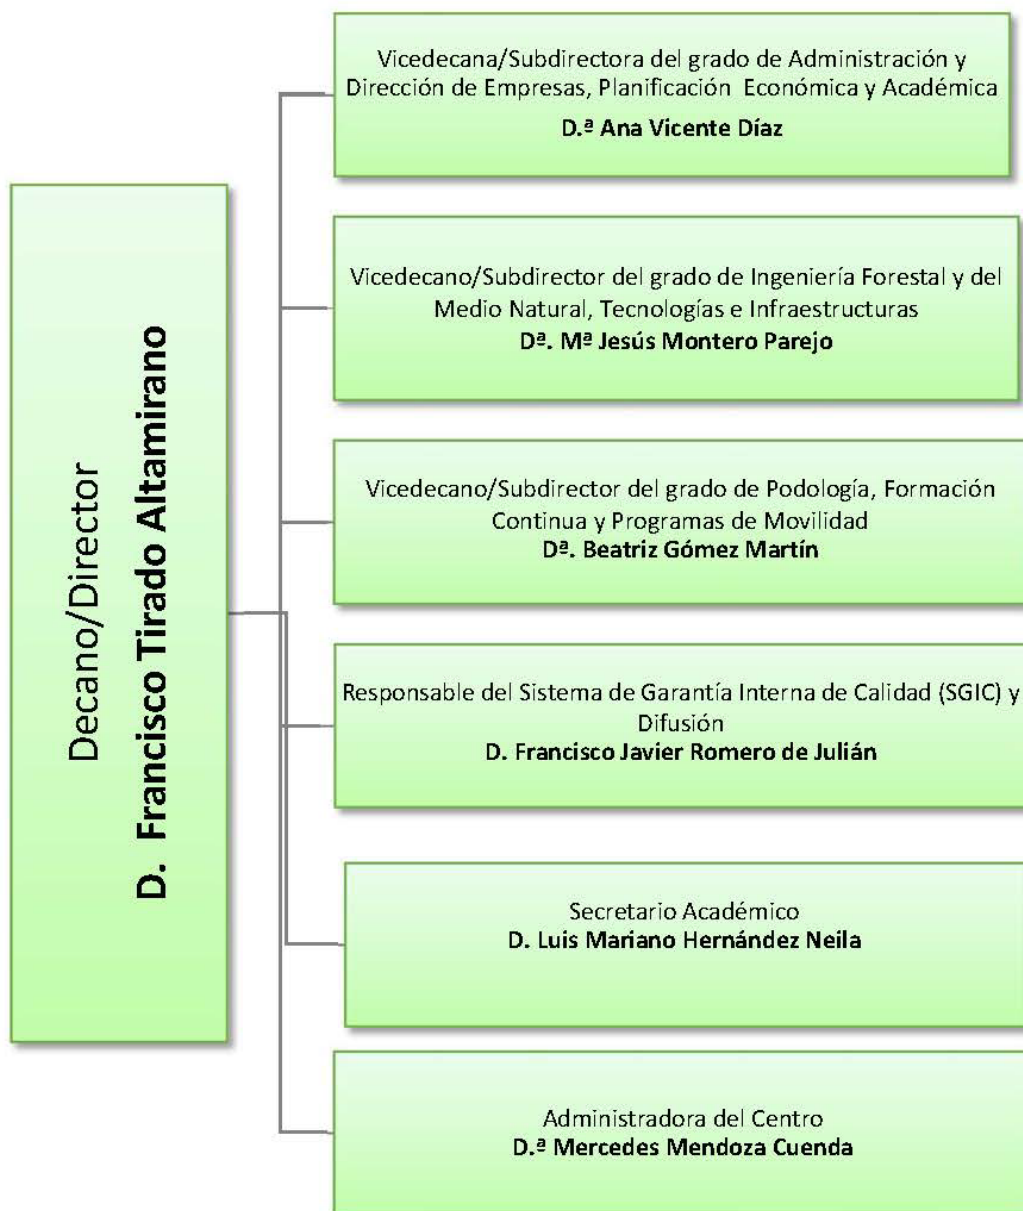 Decano/Director
D. Francisco Tirado Altamirano
Vicedecana/Subdirectora del grado de Administración y
Dirección de Empresas, Planificación Económica y Académica
D.ª Ana Vicente Díaz
Vicedecano/Subdirector del grado de Ingeniería Forestal y del
Medio Natural, Tecnologías e Infraestructuras
Dª. Mª Jesús Montero Parejo
Vicedecano/Subdirector del grado de Podología, Formación
Continua y Programas de Movilidad
Dª. Beatriz Gómez Martín
Responsable del Sistema de Garantía Interna de Calidad (SGIC) y
Difusión
D. Francisco Javier Romero de Julián
Secretario Académico
D. Luis Mariano Hernández Neila
Administradora del Centro
D.ª Mercedes Mendoza Cuenda